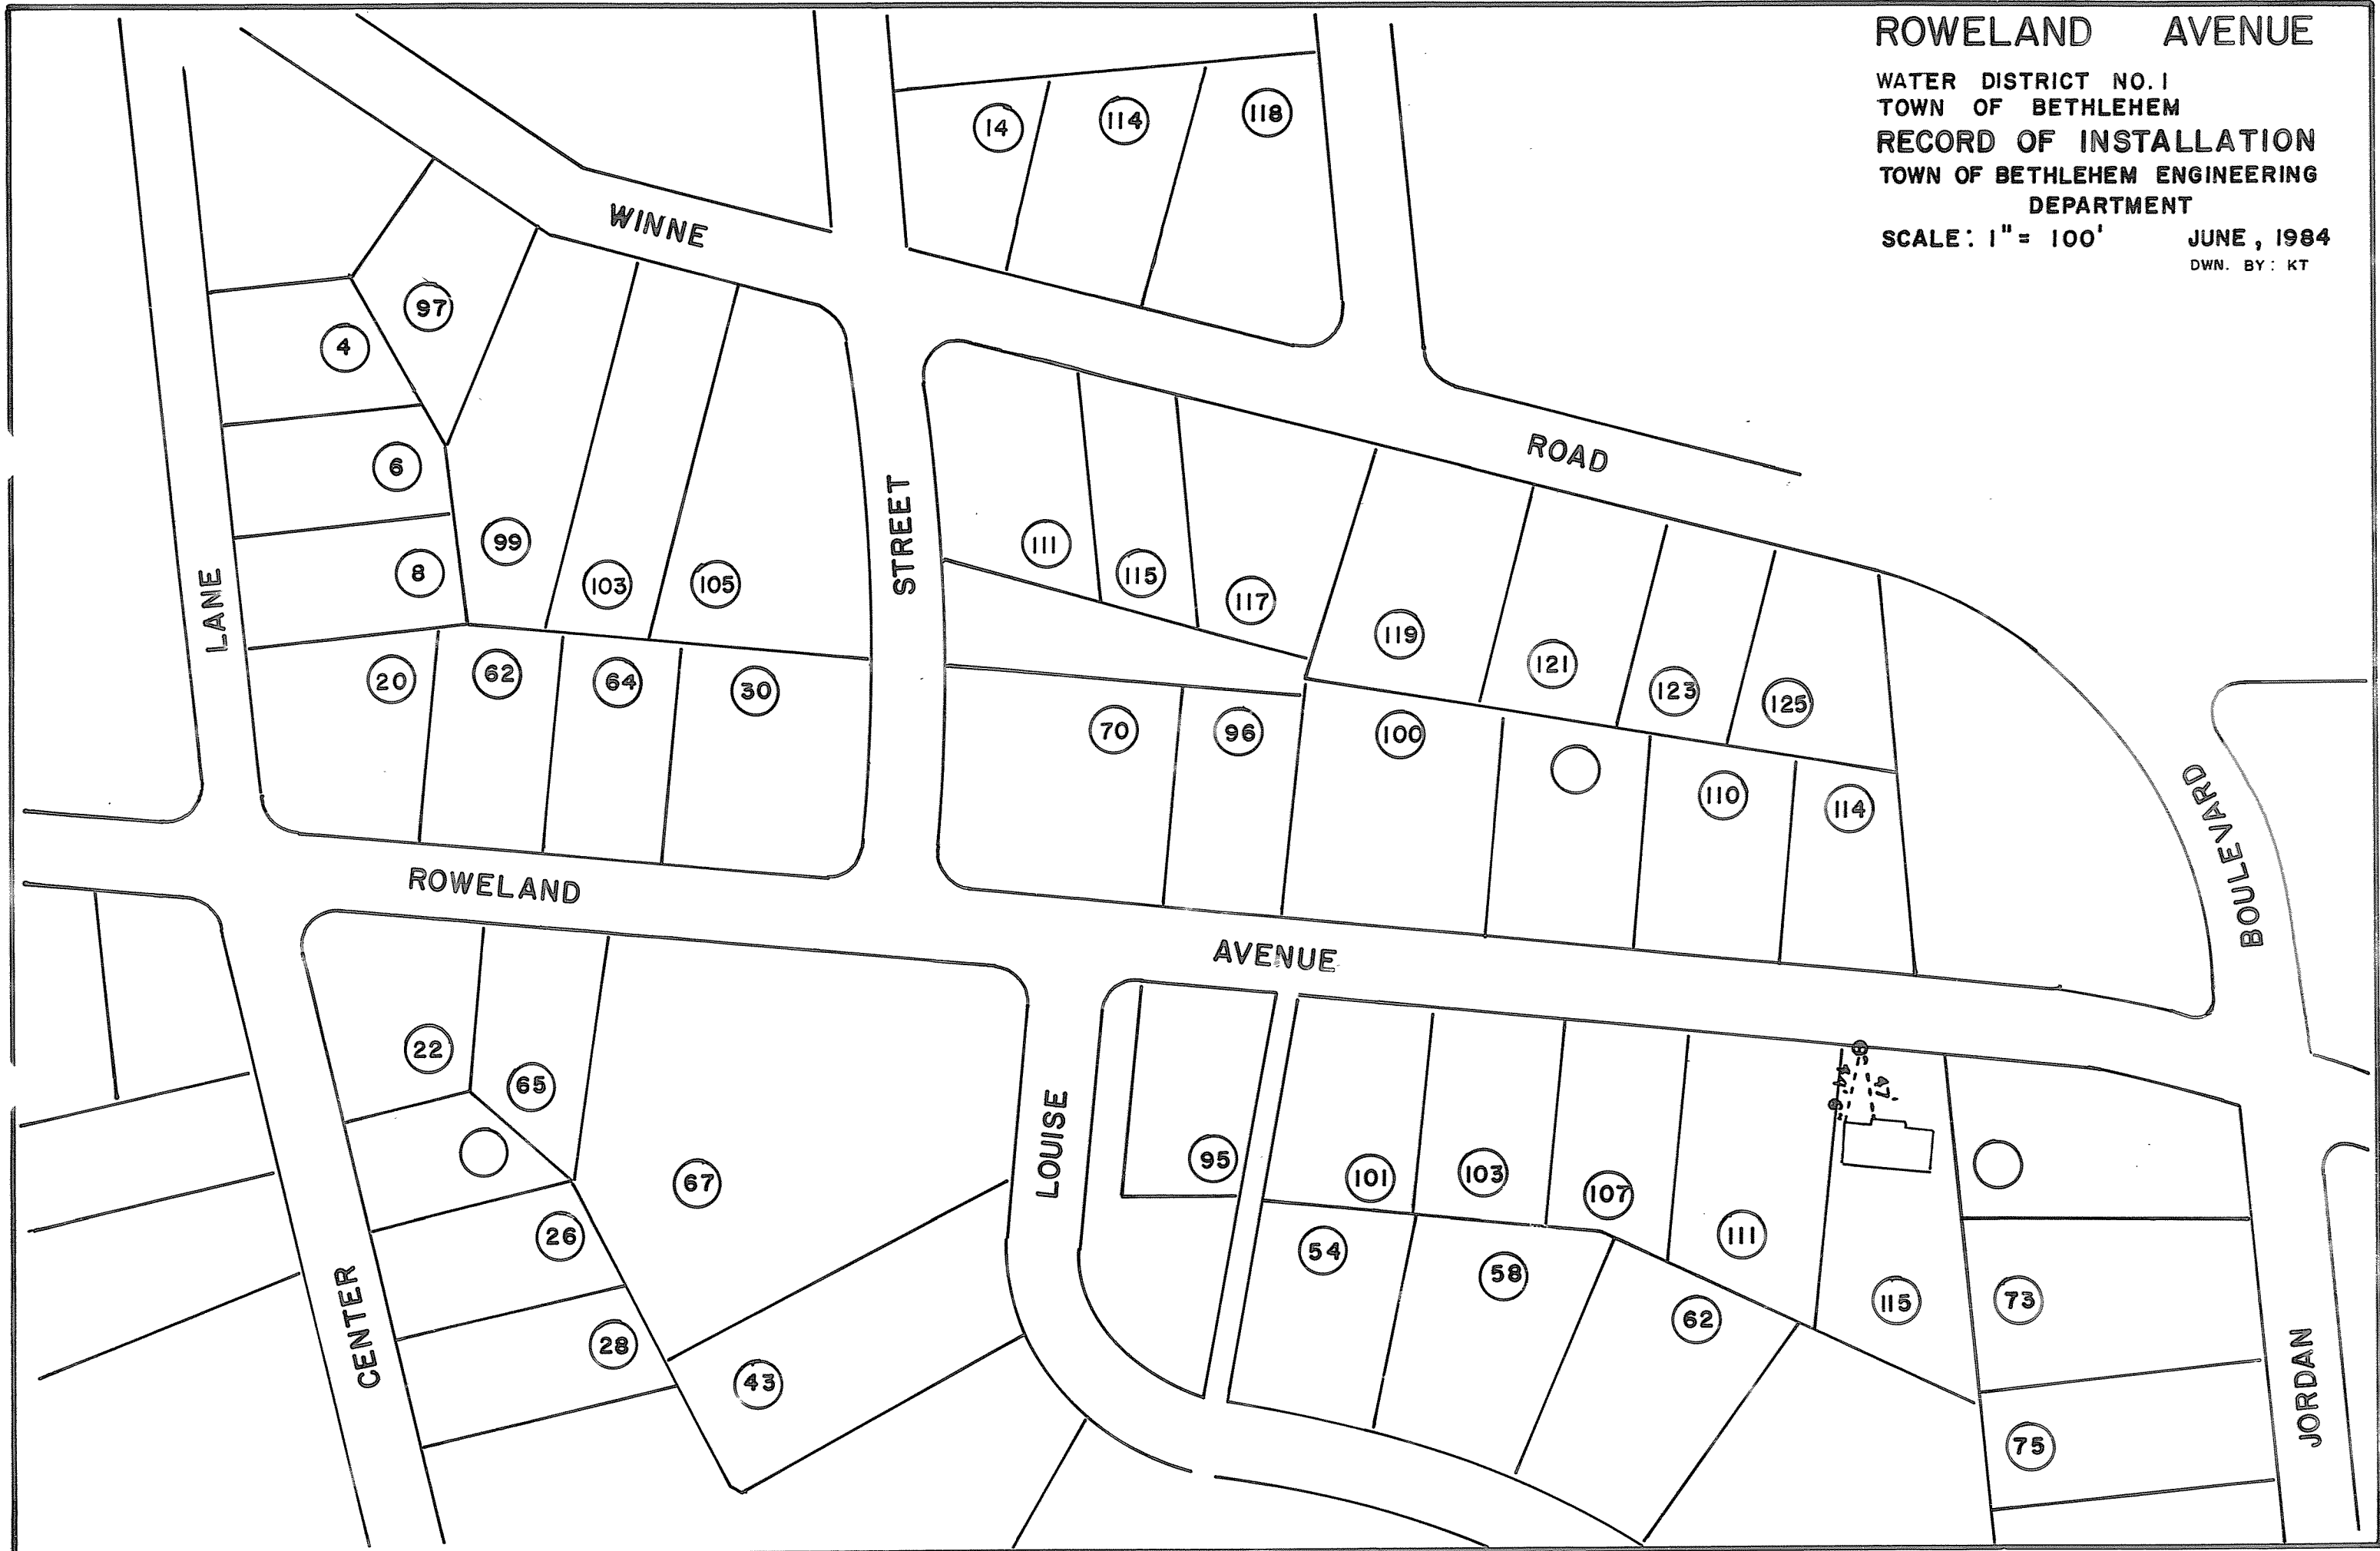 ROWELAND AVENUE
WATER DISTRICT NO. 1
TOWN OF BETHLEHEM
RECORD OF INSTALLATION
TOWN OF BETHLEHEM ENGINEERING
DEPARTMENT
SCALE: 1" = 100' JUNE, 1984
DWN. BY: KT
14
114
118
WINNE
97
4
6
99
8
103
105
LANE
STREET
ROAD
111
115
117
119
121
123
125
20
62
64
30
70
96
100
110
114
BOULEVARD
ROWELAND
AVENUE
22
65
67
26
28
43
CENTER
LOUISE
95
101
103
107
111
44'
47'
115
54
58
62
73
75
JORDAN